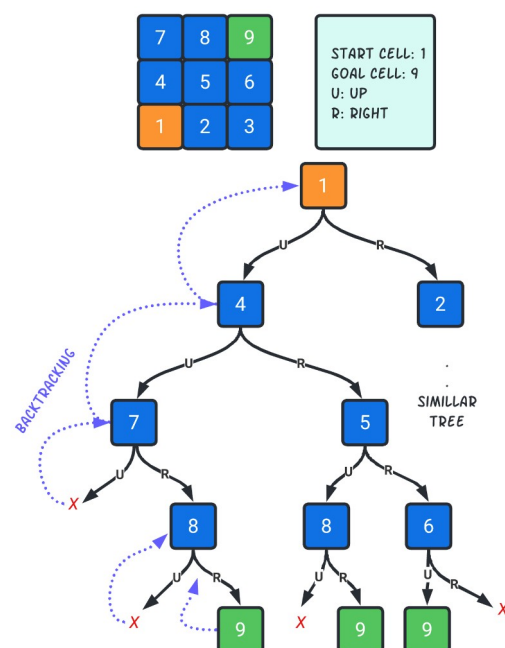 7 8 9
4 5 6
1 2 3
START CELL: 1
GOAL CELL: 9
U: UP
R: RIGHT
1
U R
4 2
BACKTRACKING
U R
.
.
SIMILLAR
TREE
7 5
U R U R
X
8 8 6
U R U R U R
X X X
9 9 9